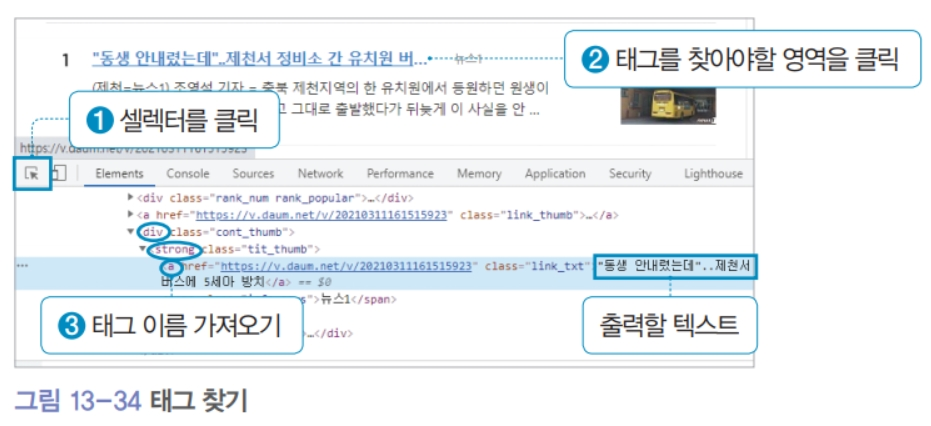 1 "동생 안내렸는데"..제천서 정비소 간 유치원 버... 뉴스1
❷ 태그를 찾아야할 영역을 클릭
(제천=뉴스1) 조영석 기자 = 충북 제천지역의 한 유치원에서 등원하던 원생이
❶ 셀렉터를 클릭
그대로 출발했다가 뒤늦게 이 사실을 안 ...
Elements Console Sources Network Performance Memory Application Security Lighthouse
▶<div class="rank_num rank_popular">…</div>
▶<a href="https://v.daum.net/v/20210311161515923" class="link_thumb">…</a>
▼<div class="cont_thumb">
▼<strong class="tit_thumb">
<a href="https://v.daum.net/v/20210311161515923" class="link_txt">"동생 안내렸는데"..제천서
버스에 5세아 방치</a> == $0
">뉴스1</span>
…</div>
❸ 태그 이름 가져오기
출력할 텍스트
그림 13-34 태그 찾기